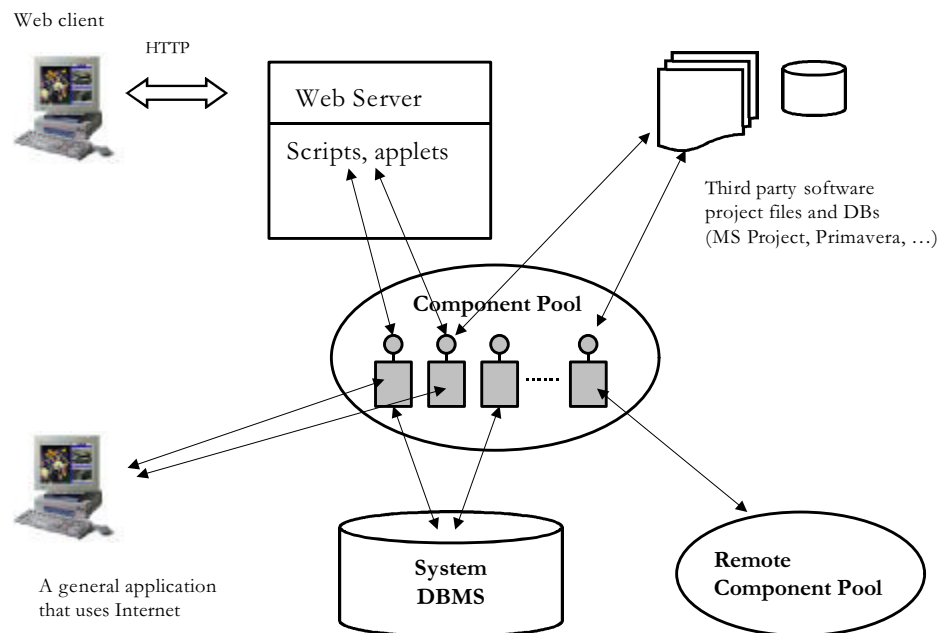 Web client
HTTP
Web Server
Scripts, applets
Third party software
project files and DBs
(MS Project, Primavera, …)
Component Pool
A general application
that uses Internet
System
DBMS
Remote
Component Pool